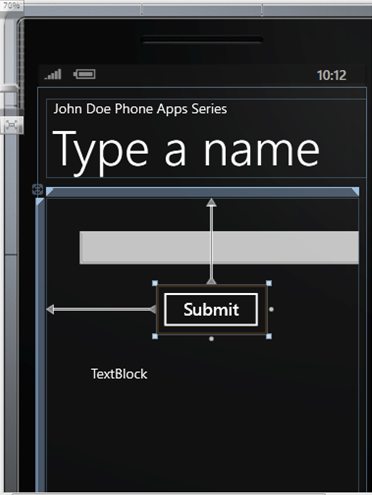 70%
10:12
John Doe Phone Apps Series
Type a name
Submit
TextBlock